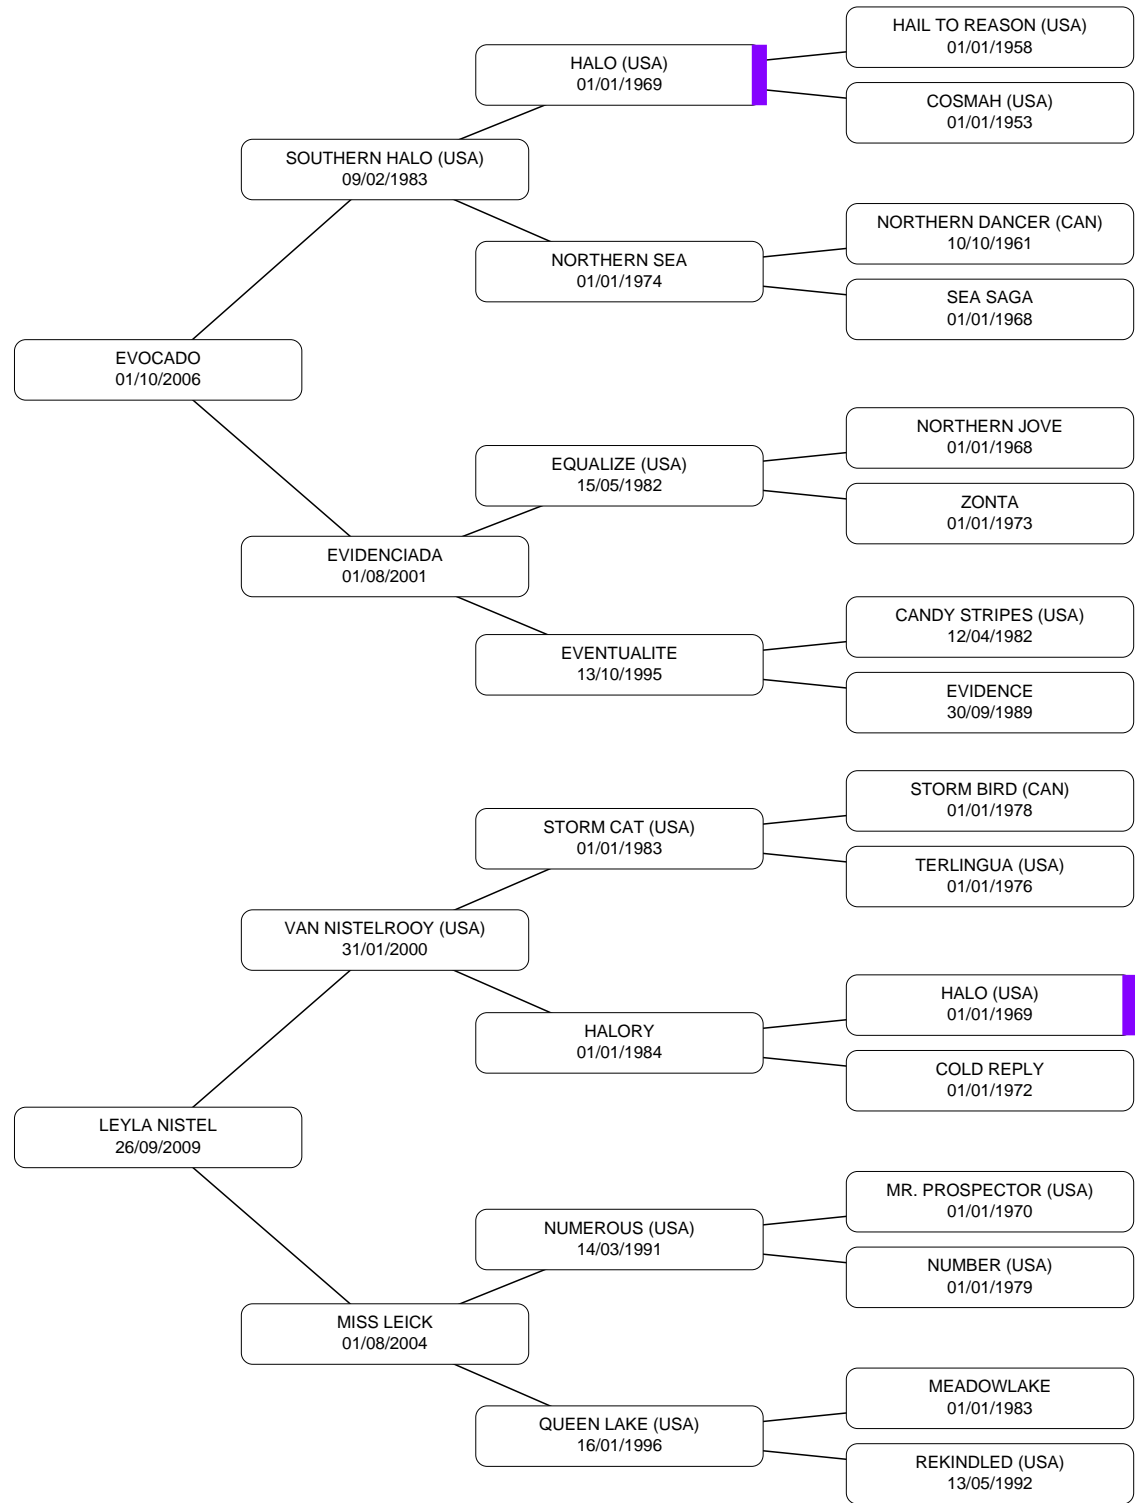 HAIL TO REASON (USA)
01/01/1958
HALO (USA)
01/01/1969
COSMAH (USA)
01/01/1953
SOUTHERN HALO (USA)
09/02/1983
NORTHERN DANCER (CAN)
10/10/1961
NORTHERN SEA
01/01/1974
SEA SAGA
01/01/1968
EVOCADO
01/10/2006
NORTHERN JOVE
01/01/1968
EQUALIZE (USA)
15/05/1982
ZONTA
01/01/1973
EVIDENCIADA
01/08/2001
CANDY STRIPES (USA)
12/04/1982
EVENTUALITE
13/10/1995
EVIDENCE
30/09/1989
STORM BIRD (CAN)
01/01/1978
STORM CAT (USA)
01/01/1983
TERLINGUA (USA)
01/01/1976
VAN NISTELROOY (USA)
31/01/2000
HALO (USA)
01/01/1969
HALORY
01/01/1984
COLD REPLY
01/01/1972
LEYLA NISTEL
26/09/2009
MR. PROSPECTOR (USA)
01/01/1970
NUMEROUS (USA)
14/03/1991
NUMBER (USA)
01/01/1979
MISS LEICK
01/08/2004
MEADOWLAKE
01/01/1983
QUEEN LAKE (USA)
16/01/1996
REKINDLED (USA)
13/05/1992